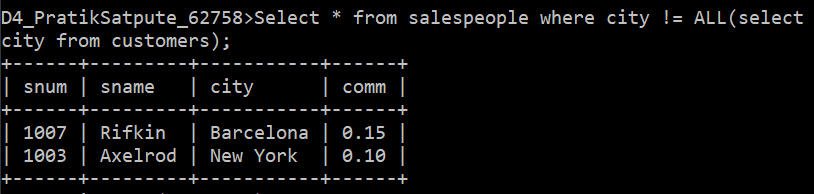 D4_PratikSatpute_62758>Select * from salespeople where city != ALL(select
city from customers);
+------+---------+-----------+------+
| snum | sname   | city      | comm |
+------+---------+-----------+------+
| 1007 | Rifkin  | Barcelona | 0.15 |
| 1003 | Axelrod | New York  | 0.10 |
+------+---------+-----------+------+